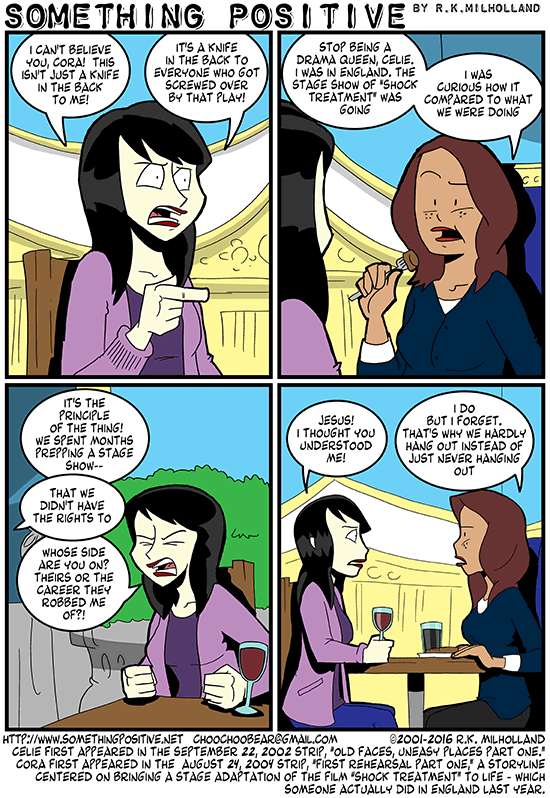 SOMETHING POSITIVE BY R.K.MILHOLLAND
I CAN'T BELIEVE
YOU, CORA! THIS
ISN'T JUST A KNIFE
IN THE BACK
TO ME!
IT'S A KNIFE
IN THE BACK TO
EVERYONE WHO GOT
SCREWED OVER
BY THAT PLAY!
STOP BEING A
DRAMA QUEEN, CELIE.
I WAS IN ENGLAND. THE
STAGE SHOW OF "SHOCK
TREATMENT" WAS
GOING
I WAS
CURIOUS HOW IT
COMPARED TO WHAT
WE WERE DOING
IT'S THE
PRINCIPLE
OF THE THING!
WE SPENT MONTHS
PREPPING A STAGE
SHOW--
THAT WE
DIDN'T HAVE
THE RIGHTS TO
WHOSE SIDE
ARE YOU ON?
THEIRS OR THE
CAREER THEY
ROBBED ME
OF?!
JESUS!
I THOUGHT YOU
UNDERSTOOD
ME!
I DO
BUT I FORGET.
THAT'S WHY WE HARDLY
HANG OUT INSTEAD OF
JUST NEVER HANGING
OUT
HTTP://WWW.SOMETHINGPOSITIVE.NET CHOOCHOOBEAR@GMAIL.COM ©2001-2016 R.K. MILHOLLAND
CELIE FIRST APPEARED IN THE SEPTEMBER 22, 2002 STRIP, "OLD FACES, UNEASY PLACES PART ONE."
CORA FIRST APPEARED IN THE AUGUST 24, 2004 STRIP, "FIRST REHEARSAL PART ONE," A STORYLINE
CENTERED ON BRINGING A STAGE ADAPTATION OF THE FILM "SHOCK TREATMENT" TO LIFE - WHICH
SOMEONE ACTUALLY DID IN ENGLAND LAST YEAR.